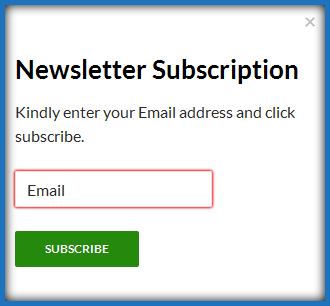 ×
Newsletter Subscription
Kindly enter your Email address and click
subscribe.
Email
SUBSCRIBE